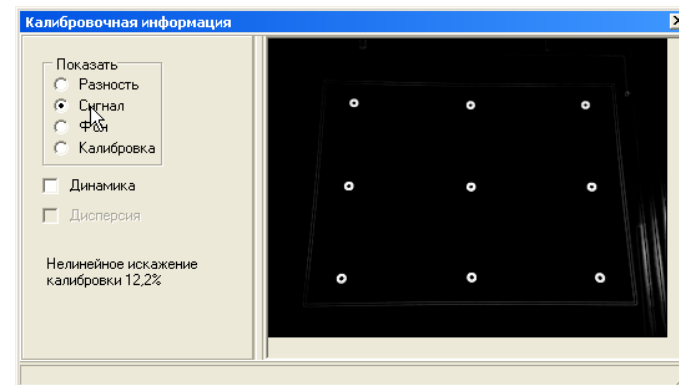 Калибровочная информация
Показать
Разность
Сигнал
Фон
Калибровка
Динамика
Дисперсия
Нелинейное искажение
калибровки 12,2%